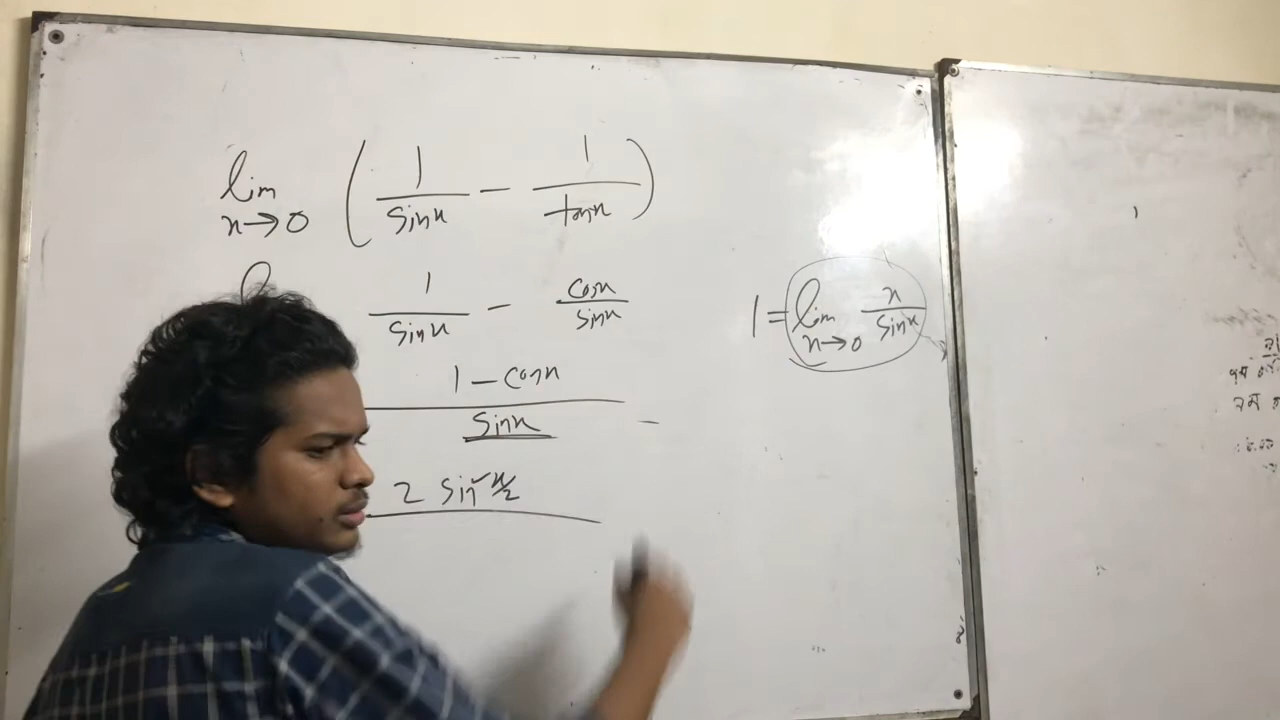 lim x→0 ( 1/sinx − 1/tanx )
1/sinx − cosx/sinx
1 = lim x→0 x/sinx
1 − cosx / sinx
2 sin² x/2